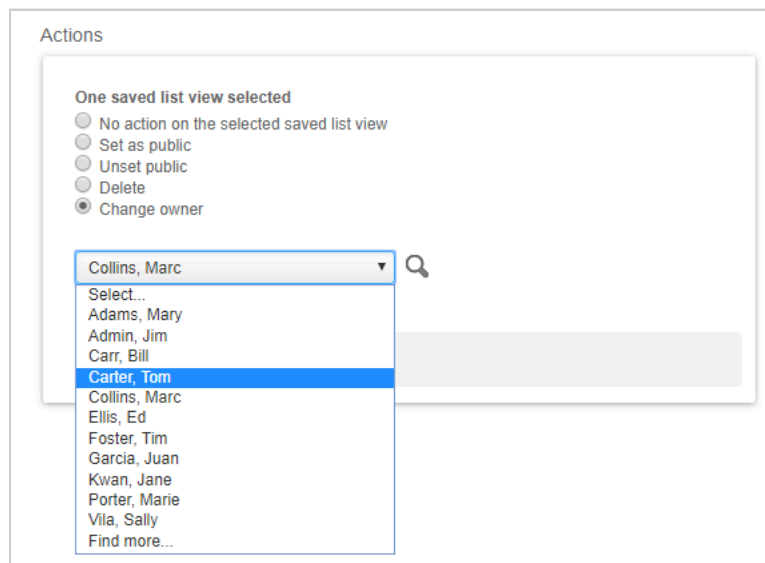 Actions
One saved list view selected
No action on the selected saved list view
Set as public
Unset public
Delete
Change owner
Collins, Marc
Select...
Adams, Mary
Admin, Jim
Carr, Bill
Carter, Tom
Collins, Marc
Ellis, Ed
Foster, Tim
Garcia, Juan
Kwan, Jane
Porter, Marie
Vila, Sally
Find more...